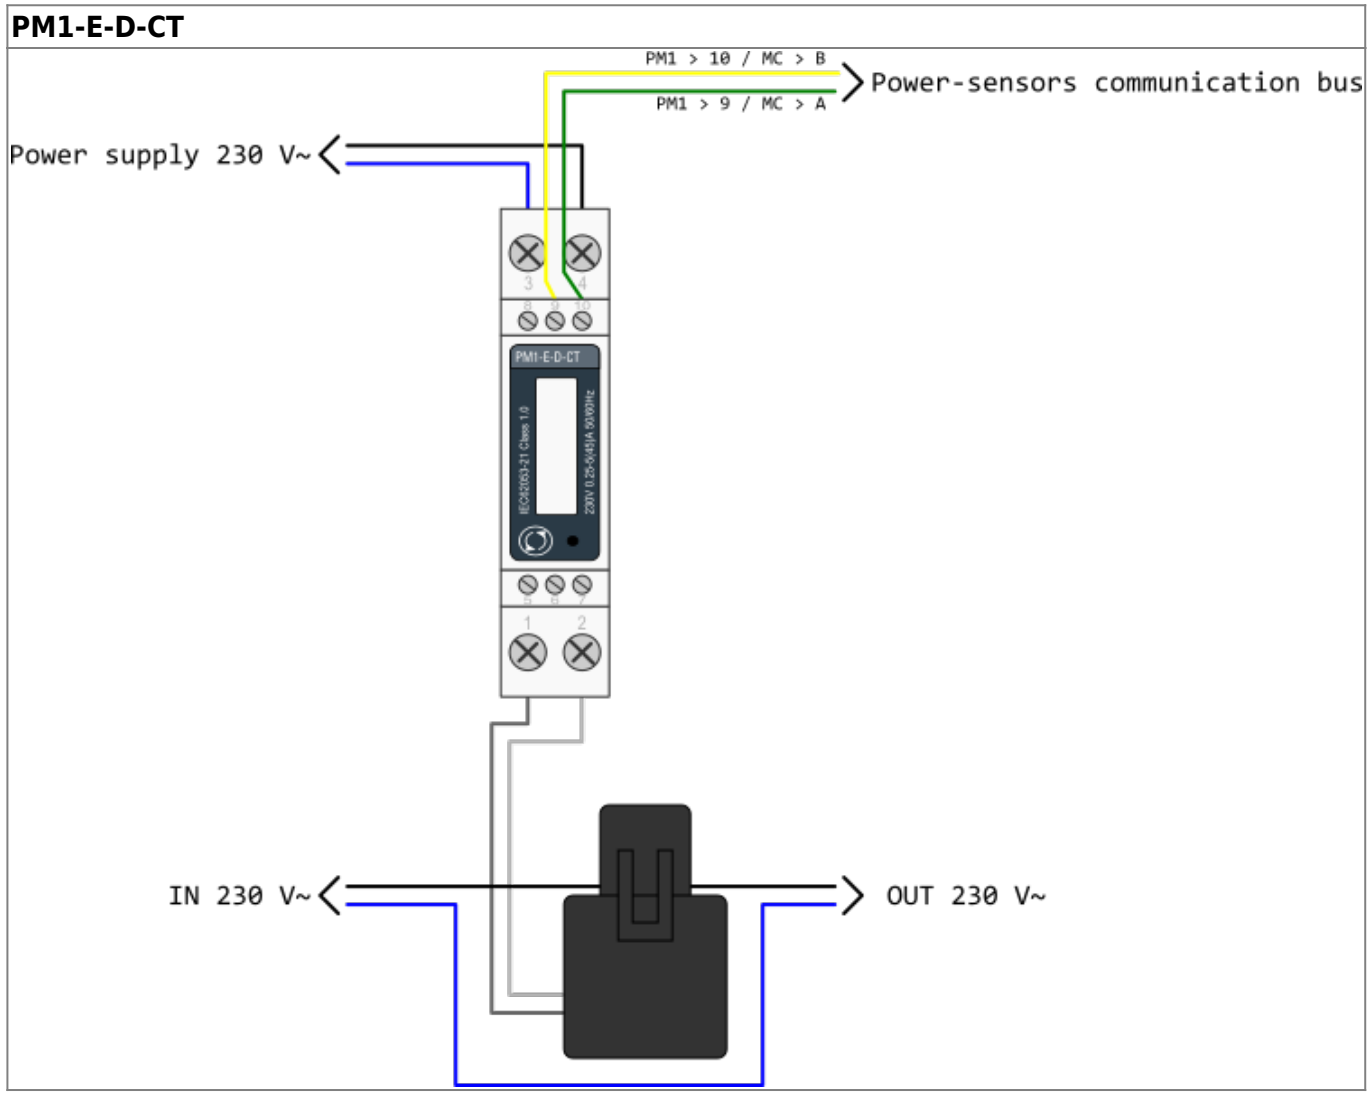 PM1-E-D-CT
PM1 > 10 / MC > B
Power-sensors communication bus
PM1 > 9 / MC > A
Power supply 230 V~
3 4
8 9 10
PM1-E-D-CT
IEC62053-21 Class 1.0
230V 0.25-5(45)A 50/60Hz
5 6 7
1 2
IN 230 V~
OUT 230 V~